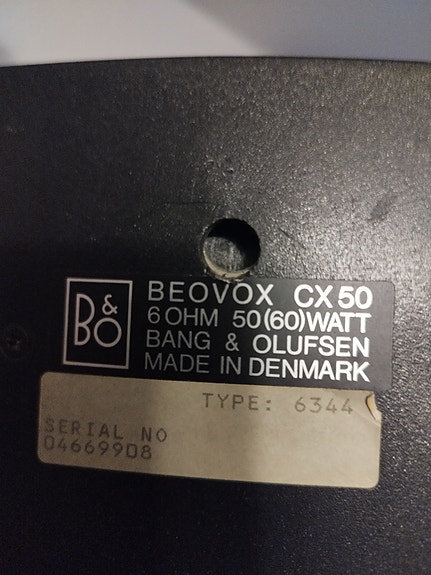 B&O
BEOVOX CX 50
6 OHM 50(60)WATT
BANG & OLUFSEN
MADE IN DENMARK
TYPE: 6344
SERIAL NO
04669908